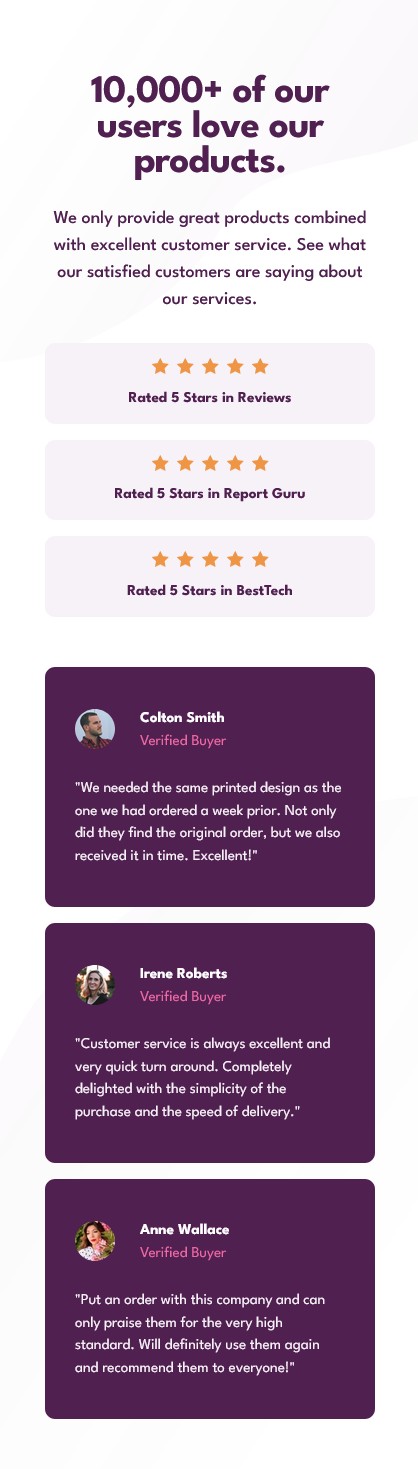 10,000+ of our
users love our
products.
We only provide great products combined
with excellent customer service. See what
our satisfied customers are saying about
our services.
Rated 5 Stars in Reviews
Rated 5 Stars in Report Guru
Rated 5 Stars in BestTech
Colton Smith
Verified Buyer
"We needed the same printed design as the
one we had ordered a week prior. Not only
did they find the original order, but we also
received it in time. Excellent!"
Irene Roberts
Verified Buyer
"Customer service is always excellent and
very quick turn around. Completely
delighted with the simplicity of the
purchase and the speed of delivery."
Anne Wallace
Verified Buyer
"Put an order with this company and can
only praise them for the very high
standard. Will definitely use them again
and recommend them to everyone!"